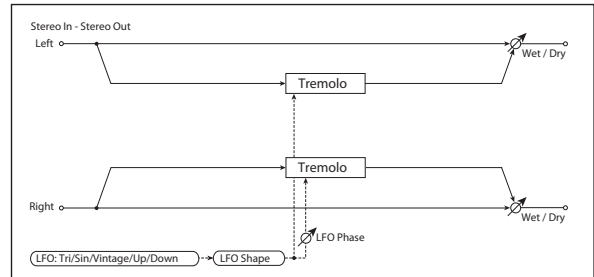 Stereo In - Stereo Out
Left
Wet / Dry
Tremolo
Tremolo
Right
Wet / Dry
LFO Phase
LFO: Tri/Sin/Vintage/Up/Down
LFO Shape